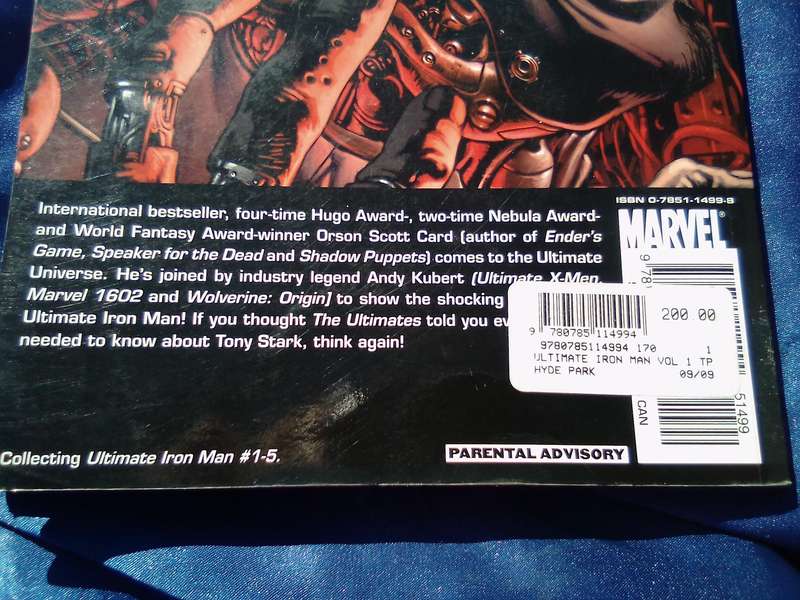 International bestseller, four-time Hugo Award-, two-time Nebula Award-
and World Fantasy Award-winner Orson Scott Card (author of Ender's
Game, Speaker for the Dead and Shadow Puppets) comes to the Ultimate
Universe. He's joined by industry legend Andy Kubert (Ultimate X-Men,
Marvel 1602 and Wolverine: Origin] to show the shocking
Ultimate Iron Man! If you thought The Ultimates told you ev
needed to know about Tony Stark, think again!
Collecting Ultimate Iron Man #1-5.
PARENTAL ADVISORY
ISBN 0-7851-1499-9
MARVEL®
9 780785 114994
200.00
9780785114994 170 1
ULTIMATE IRON MAN VOL 1 TP
HYDE PARK 09/09
9 78
51499
CAN